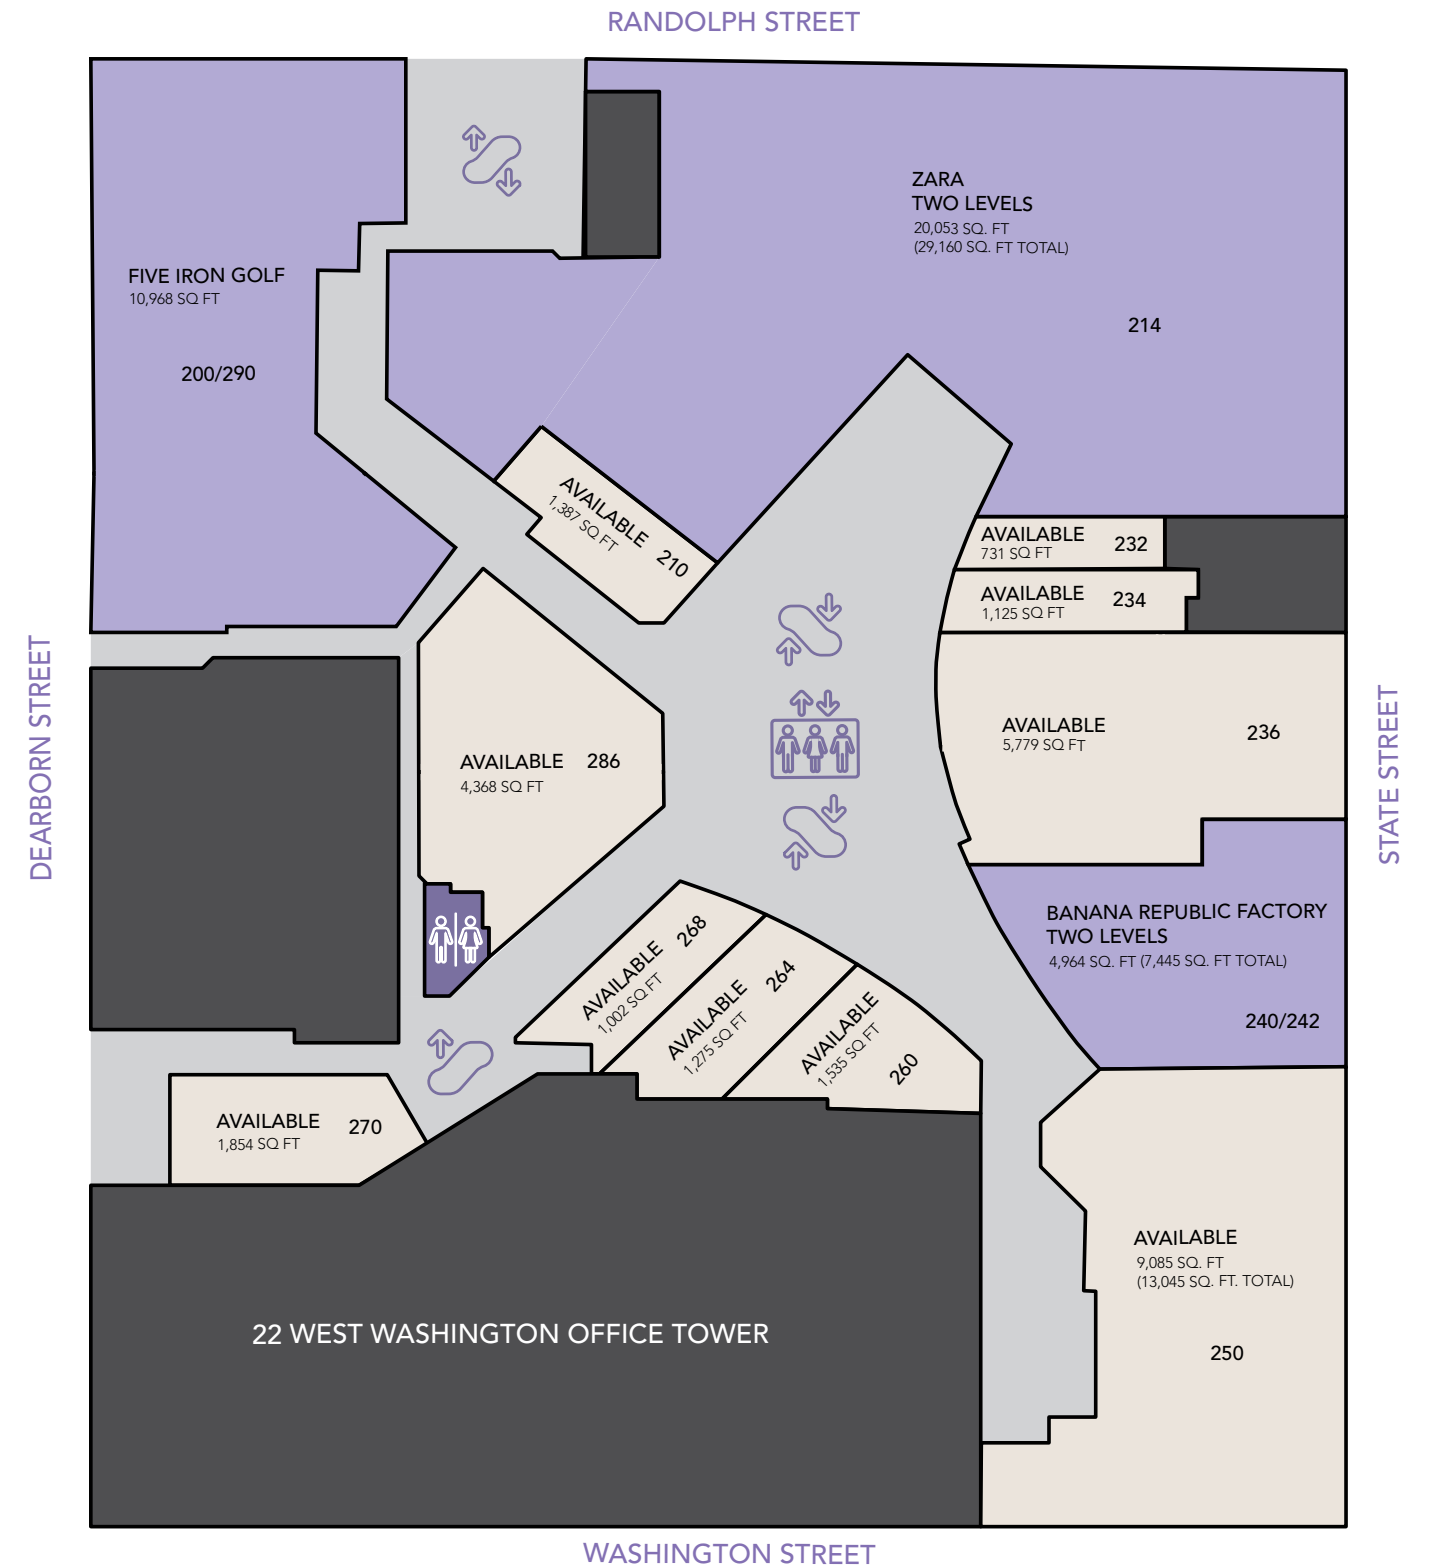 RANDOLPH STREET
ZARA
TWO LEVELS
20,053 SQ. FT
(29,160 SQ. FT TOTAL)
214
FIVE IRON GOLF
10,968 SQ FT
200/290
AVAILABLE
1,387 SQ FT
210
AVAILABLE
731 SQ FT
232
AVAILABLE
1,125 SQ FT
234
DEARBORN STREET
STATE STREET
AVAILABLE
5,779 SQ FT
236
AVAILABLE
4,368 SQ FT
286
BANANA REPUBLIC FACTORY
TWO LEVELS
4,964 SQ. FT (7,445 SQ. FT TOTAL)
240/242
AVAILABLE
1,002 SQ FT
268
AVAILABLE
1,275 SQ FT
264
AVAILABLE
1,535 SQ FT
260
AVAILABLE
1,854 SQ FT
270
AVAILABLE
9,085 SQ. FT
(13,045 SQ. FT. TOTAL)
250
22 WEST WASHINGTON OFFICE TOWER
WASHINGTON STREET